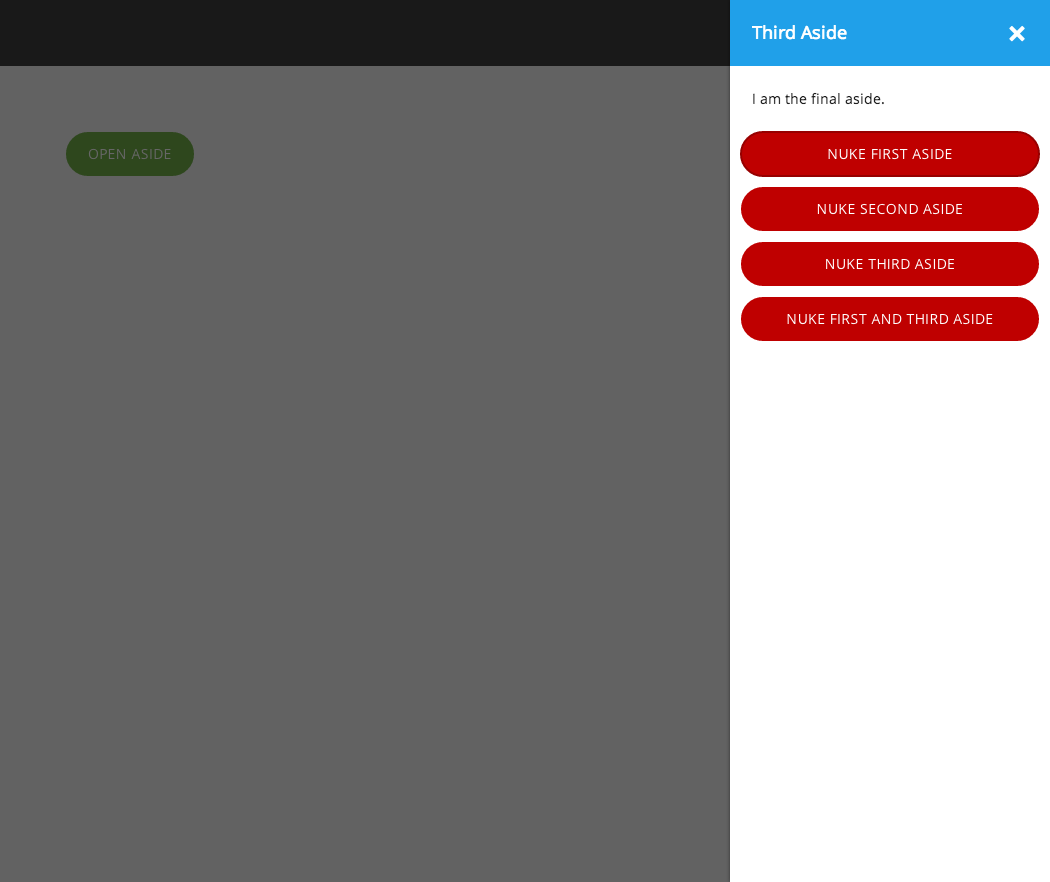 Third Aside
I am the final aside.
OPEN ASIDE
NUKE FIRST ASIDE
NUKE SECOND ASIDE
NUKE THIRD ASIDE
NUKE FIRST AND THIRD ASIDE